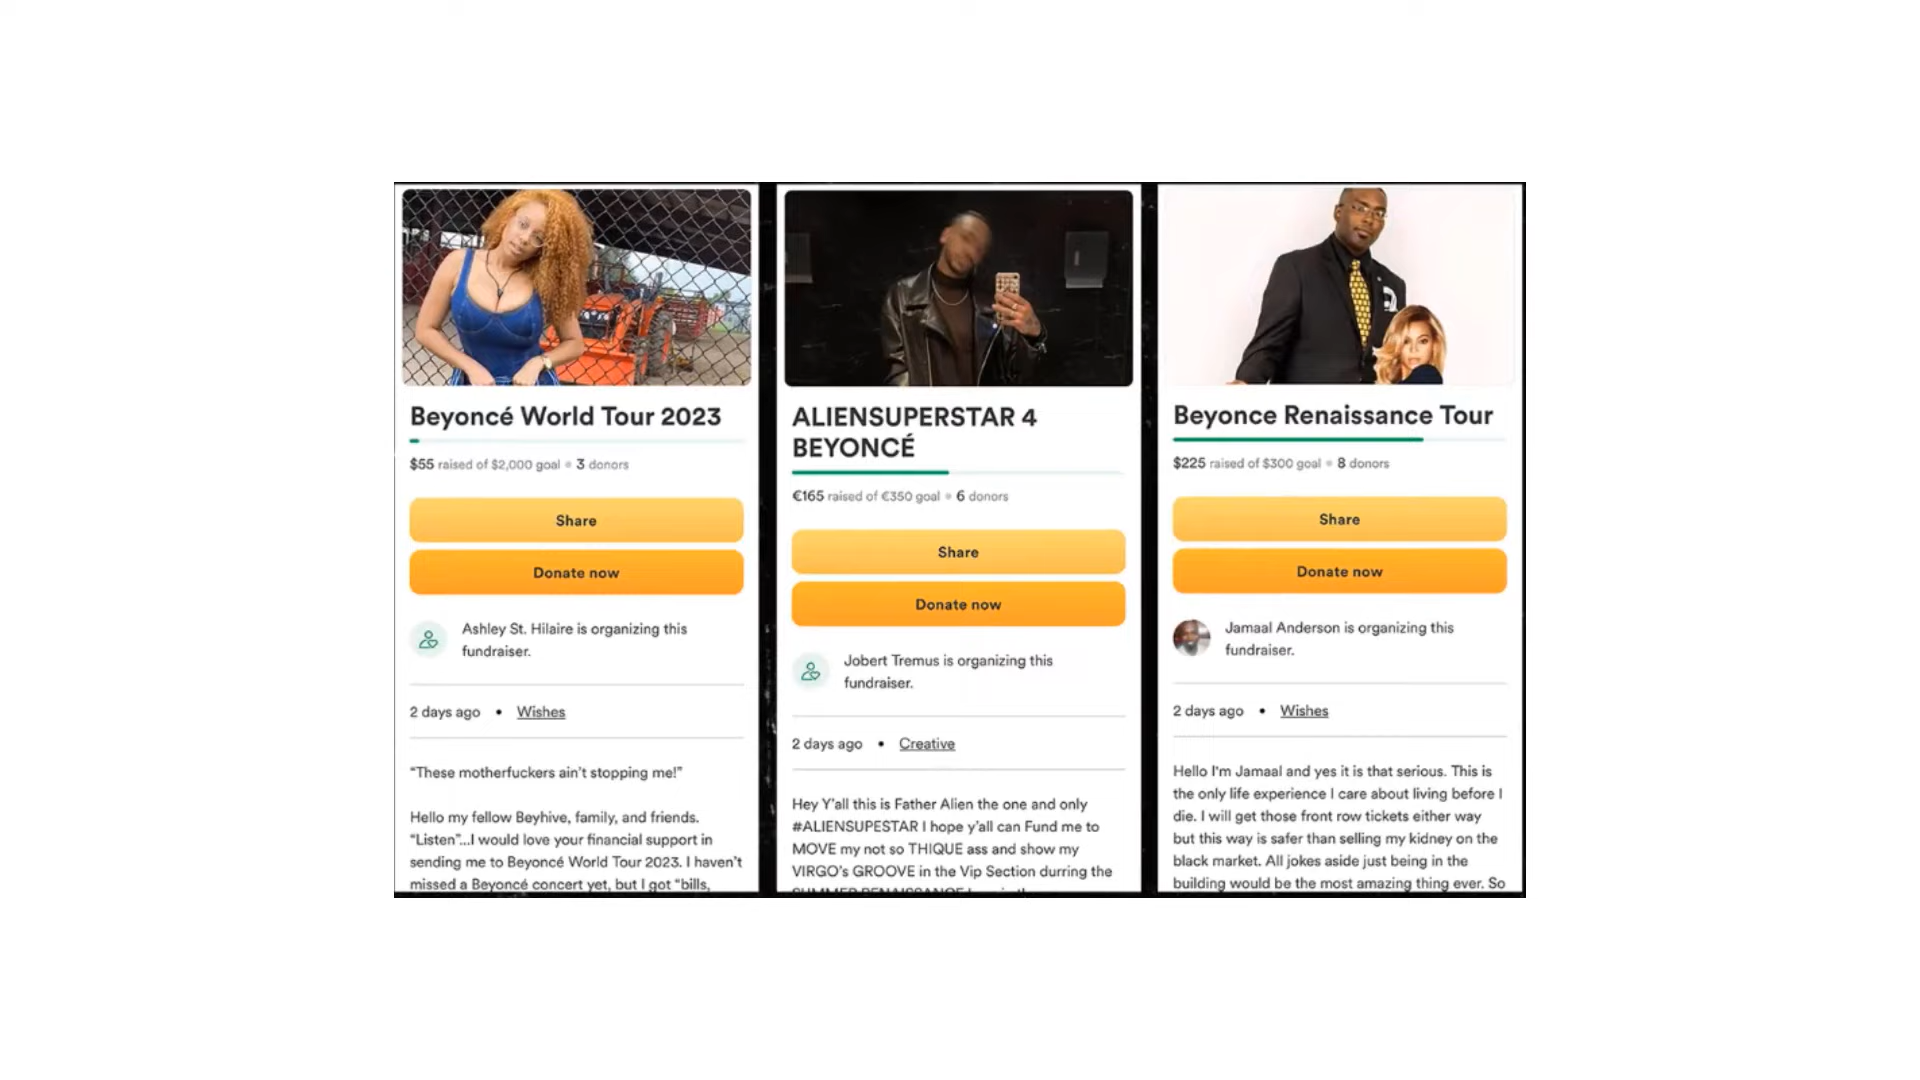 Beyoncé World Tour 2023
$55 raised of $2,000 goal • 3 donors
Share
Donate now
Ashley St. Hilaire is organizing this
fundraiser.
2 days ago • Wishes
“These motherfuckers ain’t stopping me!”
Hello my fellow Beyhive, family, and friends.
“Listen”...I would love your financial support in
sending me to Beyoncé World Tour 2023. I haven’t
missed a Beyoncé concert yet, but I got “bills,
ALIENSUPERSTAR 4
BEYONCÉ
€165 raised of €350 goal • 6 donors
Share
Donate now
Jobert Tremus is organizing this
fundraiser.
2 days ago • Creative
Hey Y’all this is Father Alien the one and only
#ALIENSUPESTAR I hope y’all can Fund me to
MOVE my not so THIQUE ass and show my
VIRGO’s GROOVE in the Vip Section durring the
SUMMER RENAISSANCE
Beyonce Renaissance Tour
$225 raised of $300 goal • 8 donors
Share
Donate now
Jamaal Anderson is organizing this
fundraiser.
2 days ago • Wishes
Hello I'm Jamaal and yes it is that serious. This is
the only life experience I care about living before I
die. I will get those front row tickets either way
but this way is safer than selling my kidney on the
black market. All jokes aside just being in the
building would be the most amazing thing ever. So